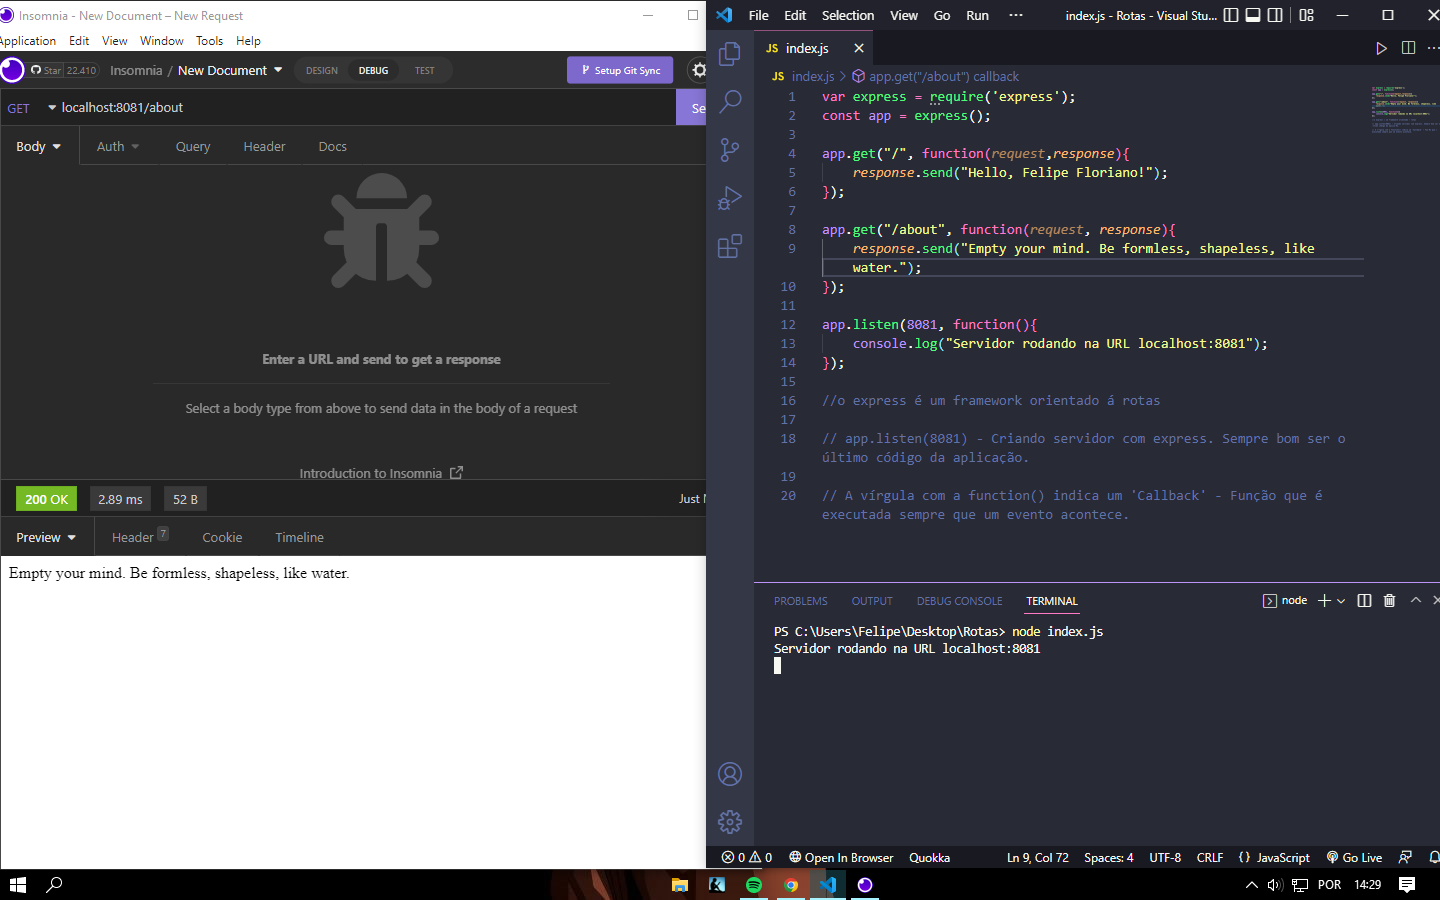 Insomnia - New Document – New Request
Application Edit View Window Tools Help
Star 22.410 Insomnia / New Document DESIGN DEBUG TEST Setup Git Sync
GET localhost:8081/about
Body Auth Query Header Docs
Enter a URL and send to get a response
Select a body type from above to send data in the body of a request
Introduction to Insomnia
200 OK 2.89 ms 52 B Just
Preview Header 7 Cookie Timeline
Empty your mind. Be formless, shapeless, like water.
File Edit Selection View Go Run ··· index.js - Rotas - Visual Stu...
JS index.js
JS index.js > app.get("/about") callback
1 var express = require('express');
2 const app = express();
3
4 app.get("/", function(request,response){
5 response.send("Hello, Felipe Floriano!");
6 });
7
8 app.get("/about", function(request, response){
9 response.send("Empty your mind. Be formless, shapeless, like
water.");
10 });
11
12 app.listen(8081, function(){
13 console.log("Servidor rodando na URL localhost:8081");
14 });
15
16 //o express é um framework orientado á rotas
17
18 // app.listen(8081) - Criando servidor com express. Sempre bom ser o
último código da aplicação.
19
20 // A vírgula com a function() indica um 'Callback' - Função que é
executada sempre que um evento acontece.
PROBLEMS OUTPUT DEBUG CONSOLE TERMINAL node
PS C:\Users\Felipe\Desktop\Rotas> node index.js
Servidor rodando na URL localhost:8081
0 0 Open In Browser Quokka Ln 9, Col 72 Spaces: 4 UTF-8 CRLF {} JavaScript Go Live
POR 14:29